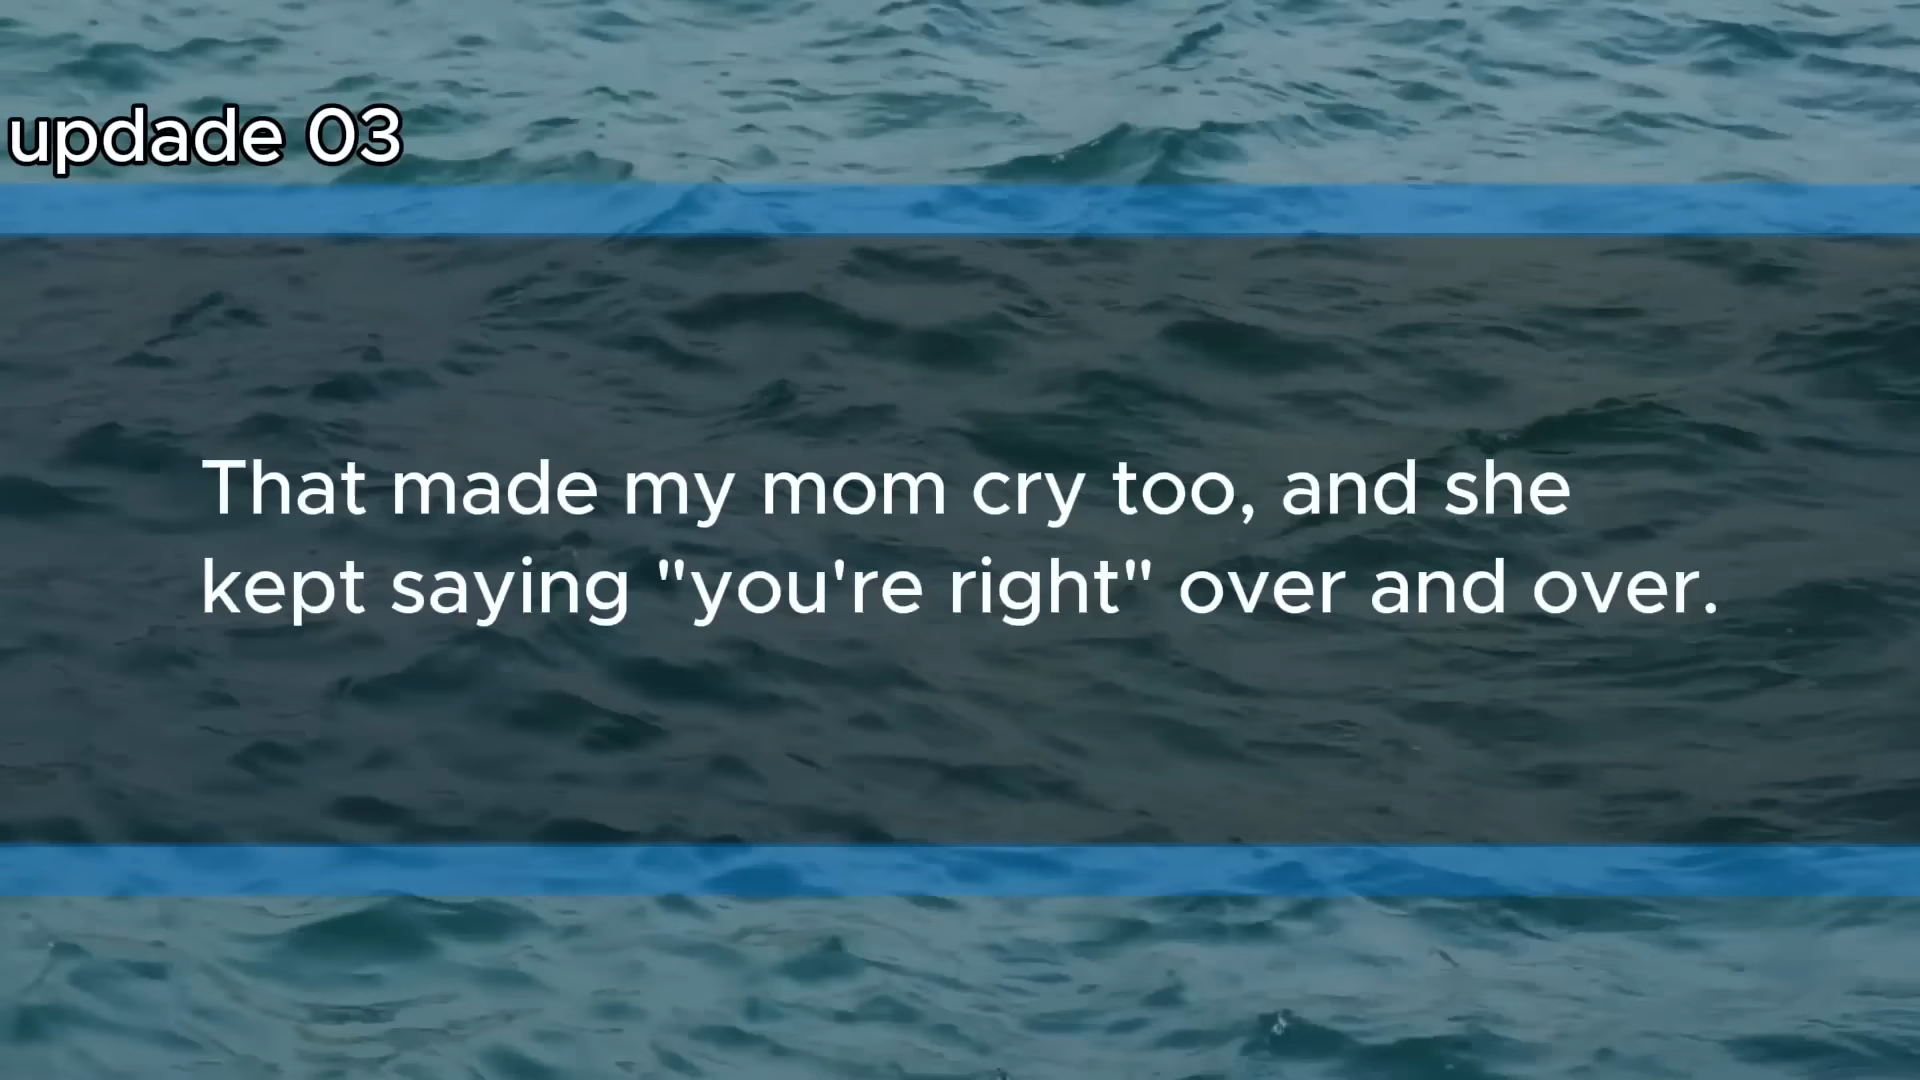 updade 03
That made my mom cry too, and she
kept saying "you're right" over and over.